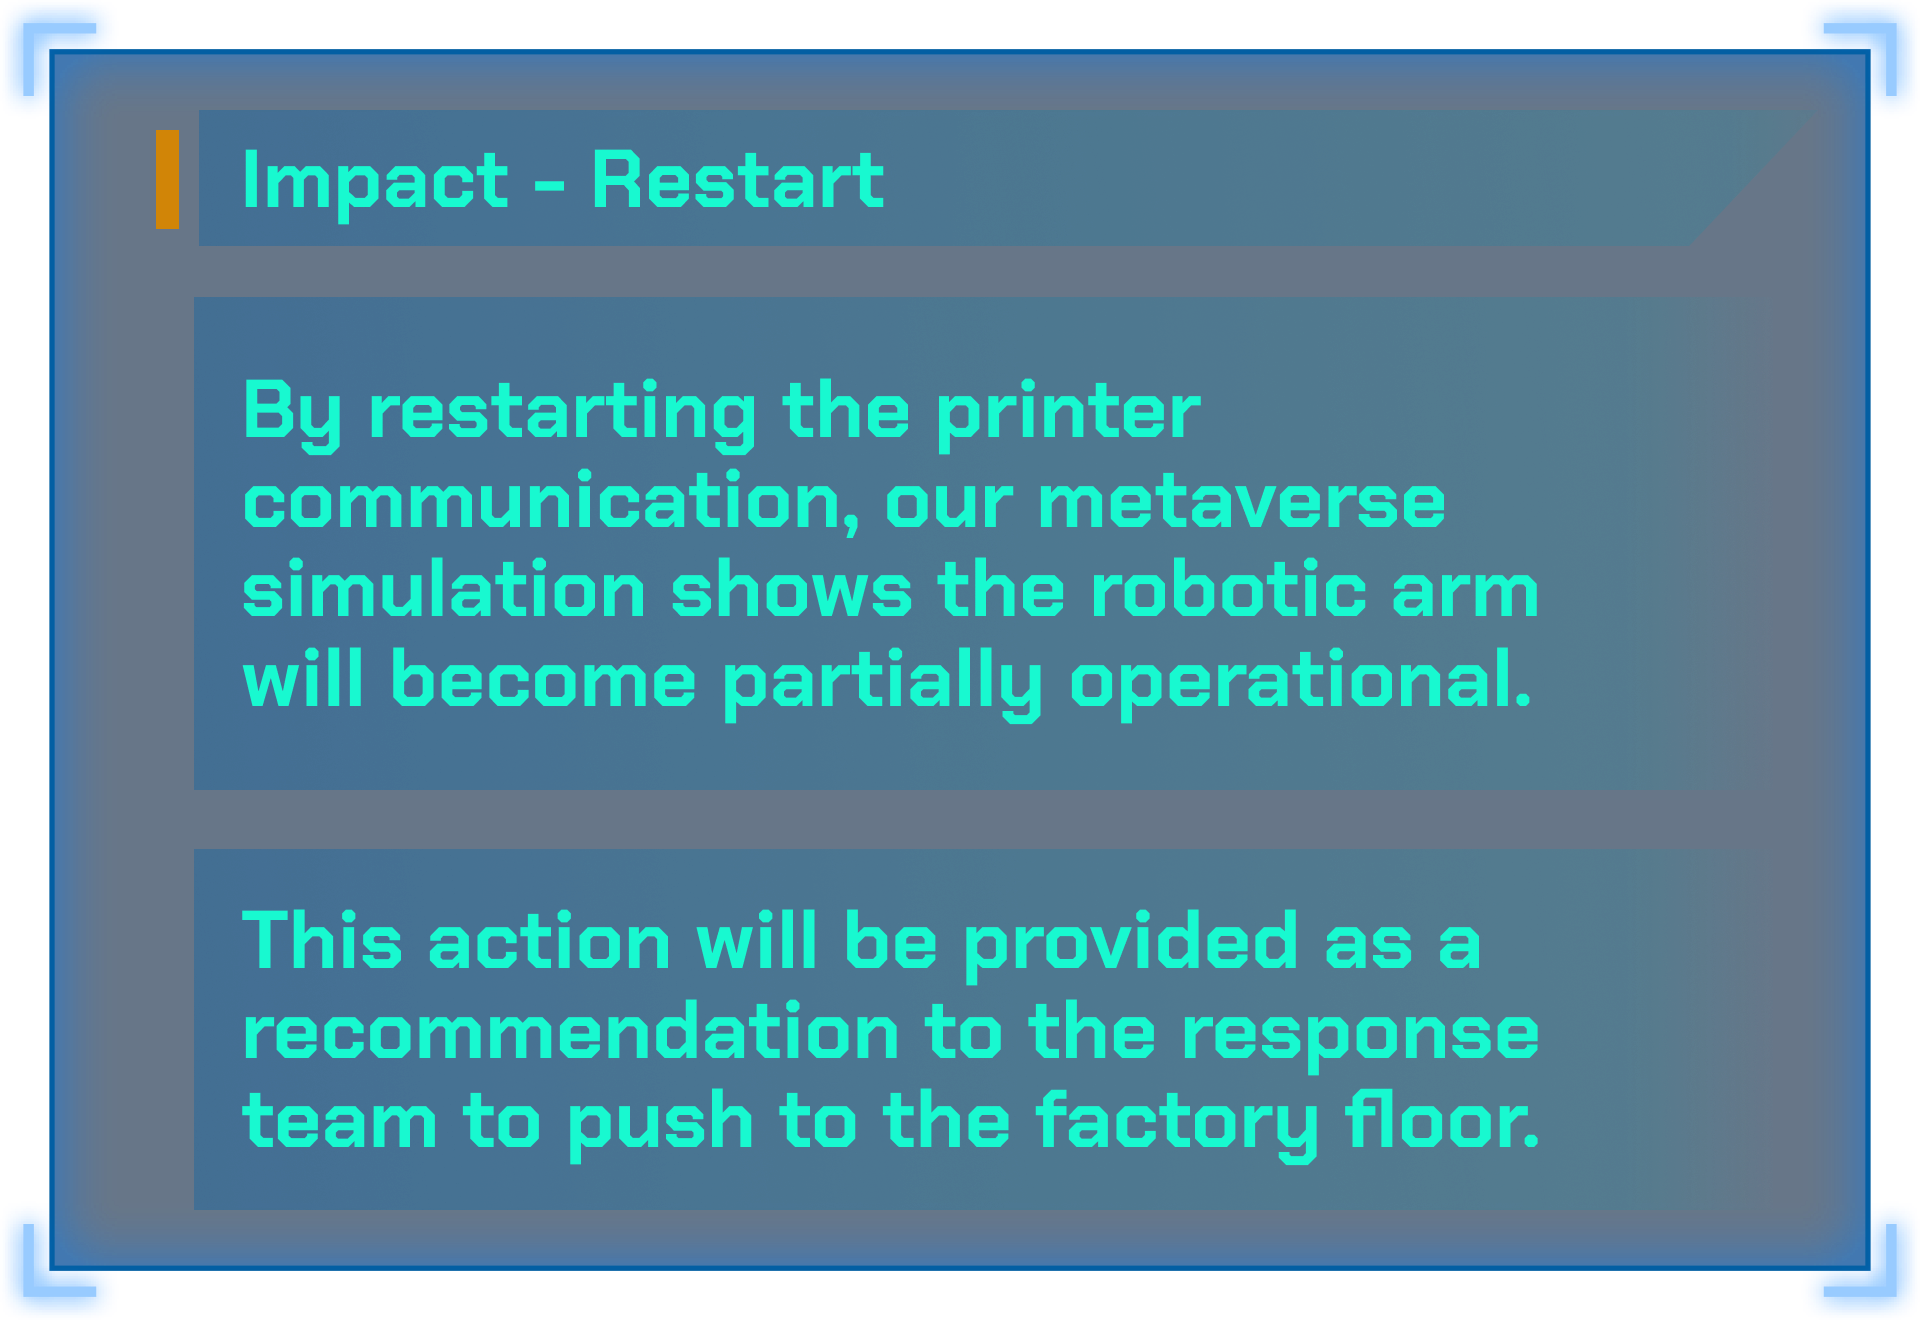 Impact - Restart
By restarting the printer
communication, our metaverse
simulation shows the robotic arm
will become partially operational.
This action will be provided as a
recommendation to the response
team to push to the factory floor.